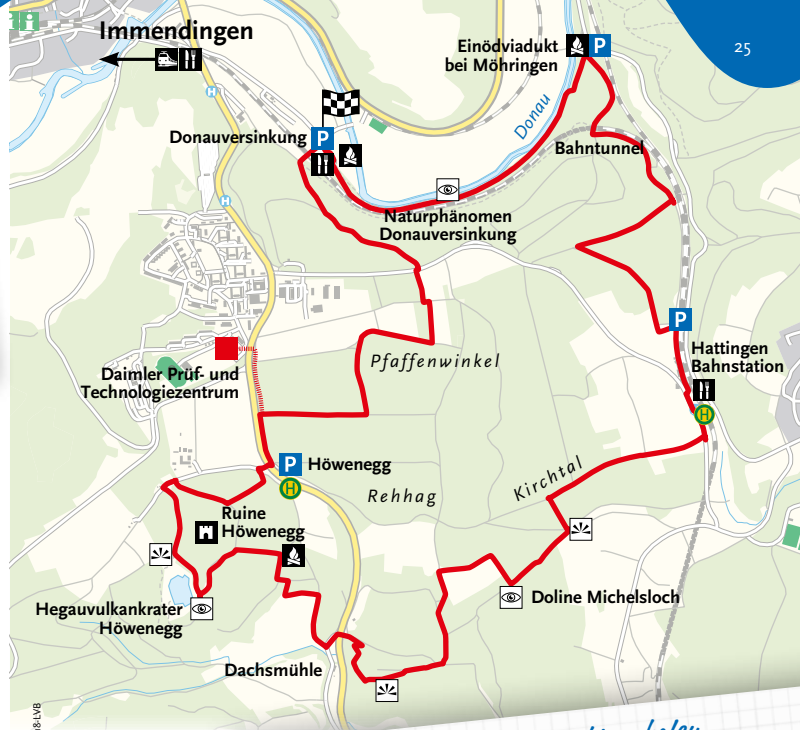 25
Immendingen
Einödviadukt
bei Möhringen
P
H
Donau
Donauversinkung
P
Bahntunnel
Naturphänomen
Donauversinkung
H
P
Pfaffenwinkel
Hattingen
Bahnstation
Daimler Prüf- und
Technologiezentrum
H
P Höwenegg
H
Kirchtal
Rehhag
Ruine
Höwenegg
Hegauvulkankrater
Höwenegg
Doline Michelsloch
Dachsmühle